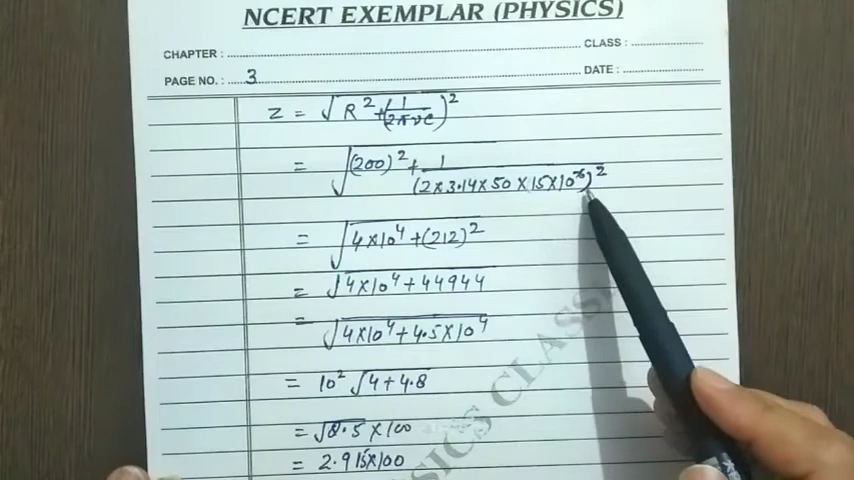 NCERT EXEMPLAR (PHYSICS)
CHAPTER : CLASS :
PAGE NO. : 3 DATE :
Z = √R² + (1/(2πνC))²
= √(200)² + 1/(2×3.14×50×15×10⁻⁶)²
= √4×10⁴ + (212)²
= √4×10⁴ + 44944
= √4×10⁴ + 4.5×10⁴
= 10² √4 + 4.8
= √8.5 × 100
= 2.915×100
PHYSICS CLASSES